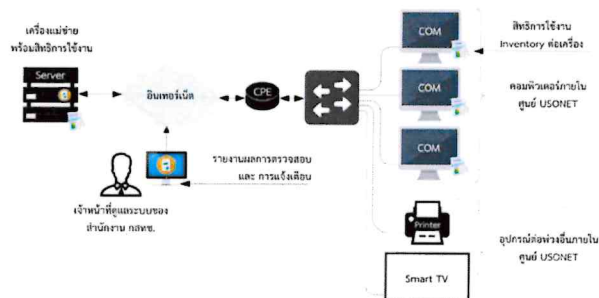 เครื่องแม่ข่าย
พร้อมสิทธิการใช้งาน
Server
อินเทอร์เน็ต
CPE
COM
COM
COM
สิทธิการใช้งาน
Inventory ต่อเครื่อง
คอมพิวเตอร์ภายใน
ศูนย์ USONET
รายงานผลการตรวจสอบ
และ การแจ้งเตือน
เจ้าหน้าที่ดูแลระบบของ
สำนักงาน กสทช.
Printer
Smart TV
อุปกรณ์ต่อพ่วงอื่นภายใน
ศูนย์ USONET